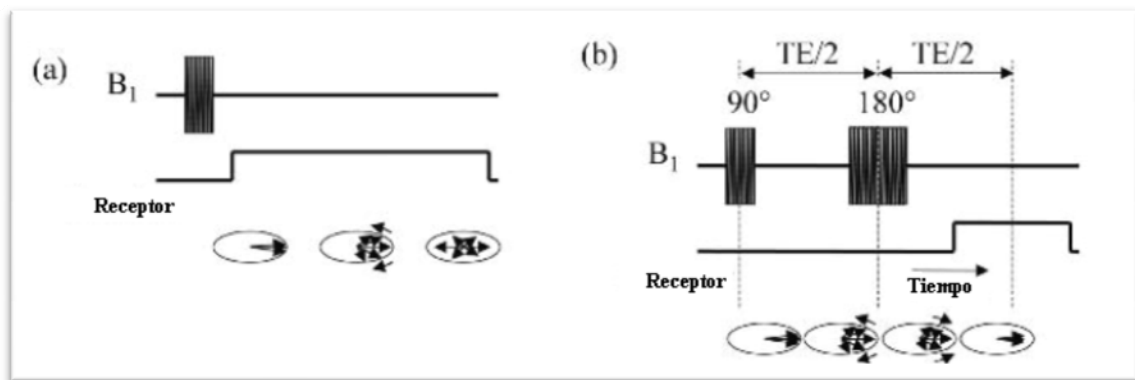 (a)
B₁
Receptor
(b)
TE/2 TE/2
90° 180°
B₁
Receptor
Tiempo